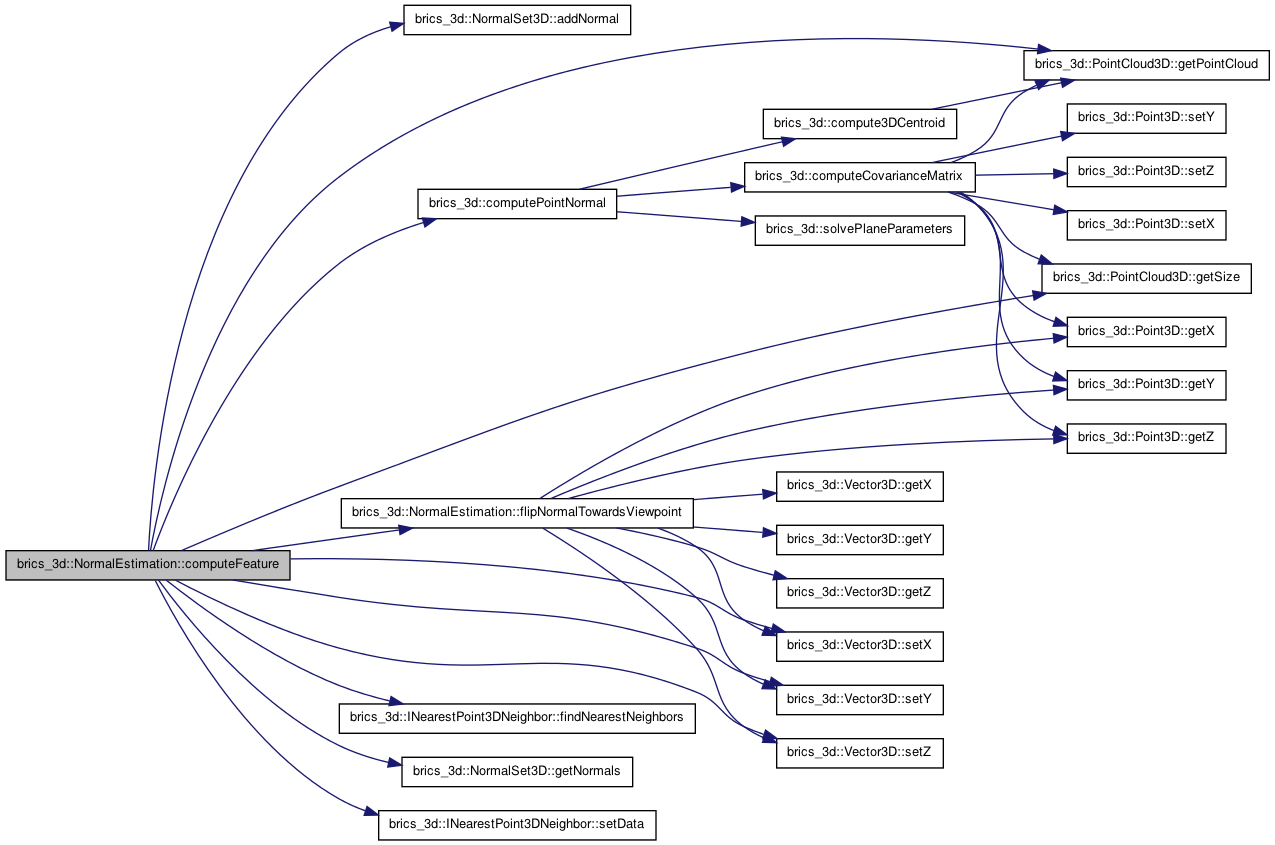 brics_3d::NormalSet3D::addNormal
brics_3d::PointCloud3D::getPointCloud
brics_3d::Point3D::setY
brics_3d::compute3DCentroid
brics_3d::Point3D::setZ
brics_3d::computeCovarianceMatrix
brics_3d::computePointNormal
brics_3d::Point3D::setX
brics_3d::solvePlaneParameters
brics_3d::PointCloud3D::getSize
brics_3d::Point3D::getX
brics_3d::Point3D::getY
brics_3d::Point3D::getZ
brics_3d::Vector3D::getX
brics_3d::NormalEstimation::flipNormalTowardsViewpoint
brics_3d::Vector3D::getY
brics_3d::NormalEstimation::computeFeature
brics_3d::Vector3D::getZ
brics_3d::Vector3D::setX
brics_3d::Vector3D::setY
brics_3d::INearestPoint3DNeighbor::findNearestNeighbors
brics_3d::Vector3D::setZ
brics_3d::NormalSet3D::getNormals
brics_3d::INearestPoint3DNeighbor::setData